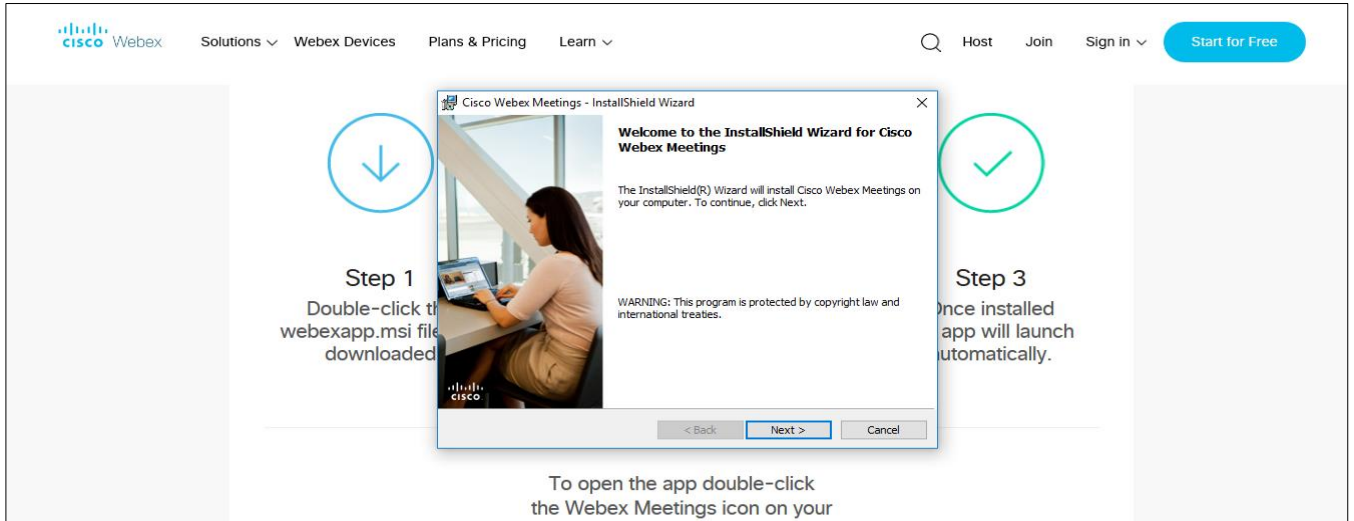 CISCO Webex
Solutions
Webex Devices
Plans & Pricing
Learn
Host
Join
Sign in
Start for Free
Cisco Webex Meetings - InstallShield Wizard
Welcome to the InstallShield Wizard for Cisco
Webex Meetings
The InstallShield(R) Wizard will install Cisco Webex Meetings on
your computer. To continue, click Next.
WARNING: This program is protected by copyright law and
international treaties.
CISCO
< Back
Next >
Cancel
Step 1
Double-click
webexapp.msi file
downloaded
Step 3
installed
app will launch
automatically.
To open the app double-click
the Webex Meetings icon on your